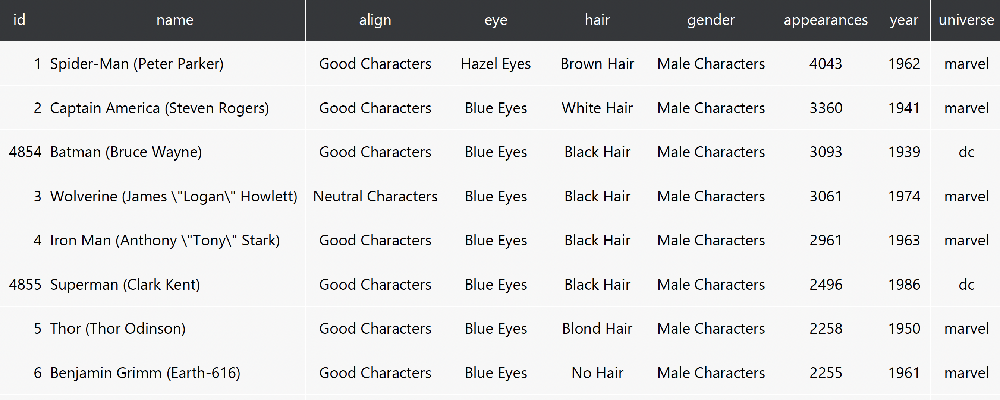 id name align eye hair gender appearances year universe
1 Spider-Man (Peter Parker) Good Characters Hazel Eyes Brown Hair Male Characters 4043 1962 marvel
2 Captain America (Steven Rogers) Good Characters Blue Eyes White Hair Male Characters 3360 1941 marvel
4854 Batman (Bruce Wayne) Good Characters Blue Eyes Black Hair Male Characters 3093 1939 dc
3 Wolverine (James \"Logan\" Howlett) Neutral Characters Blue Eyes Black Hair Male Characters 3061 1974 marvel
4 Iron Man (Anthony \"Tony\" Stark) Good Characters Blue Eyes Black Hair Male Characters 2961 1963 marvel
4855 Superman (Clark Kent) Good Characters Blue Eyes Black Hair Male Characters 2496 1986 dc
5 Thor (Thor Odinson) Good Characters Blue Eyes Blond Hair Male Characters 2258 1950 marvel
6 Benjamin Grimm (Earth-616) Good Characters Blue Eyes No Hair Male Characters 2255 1961 marvel